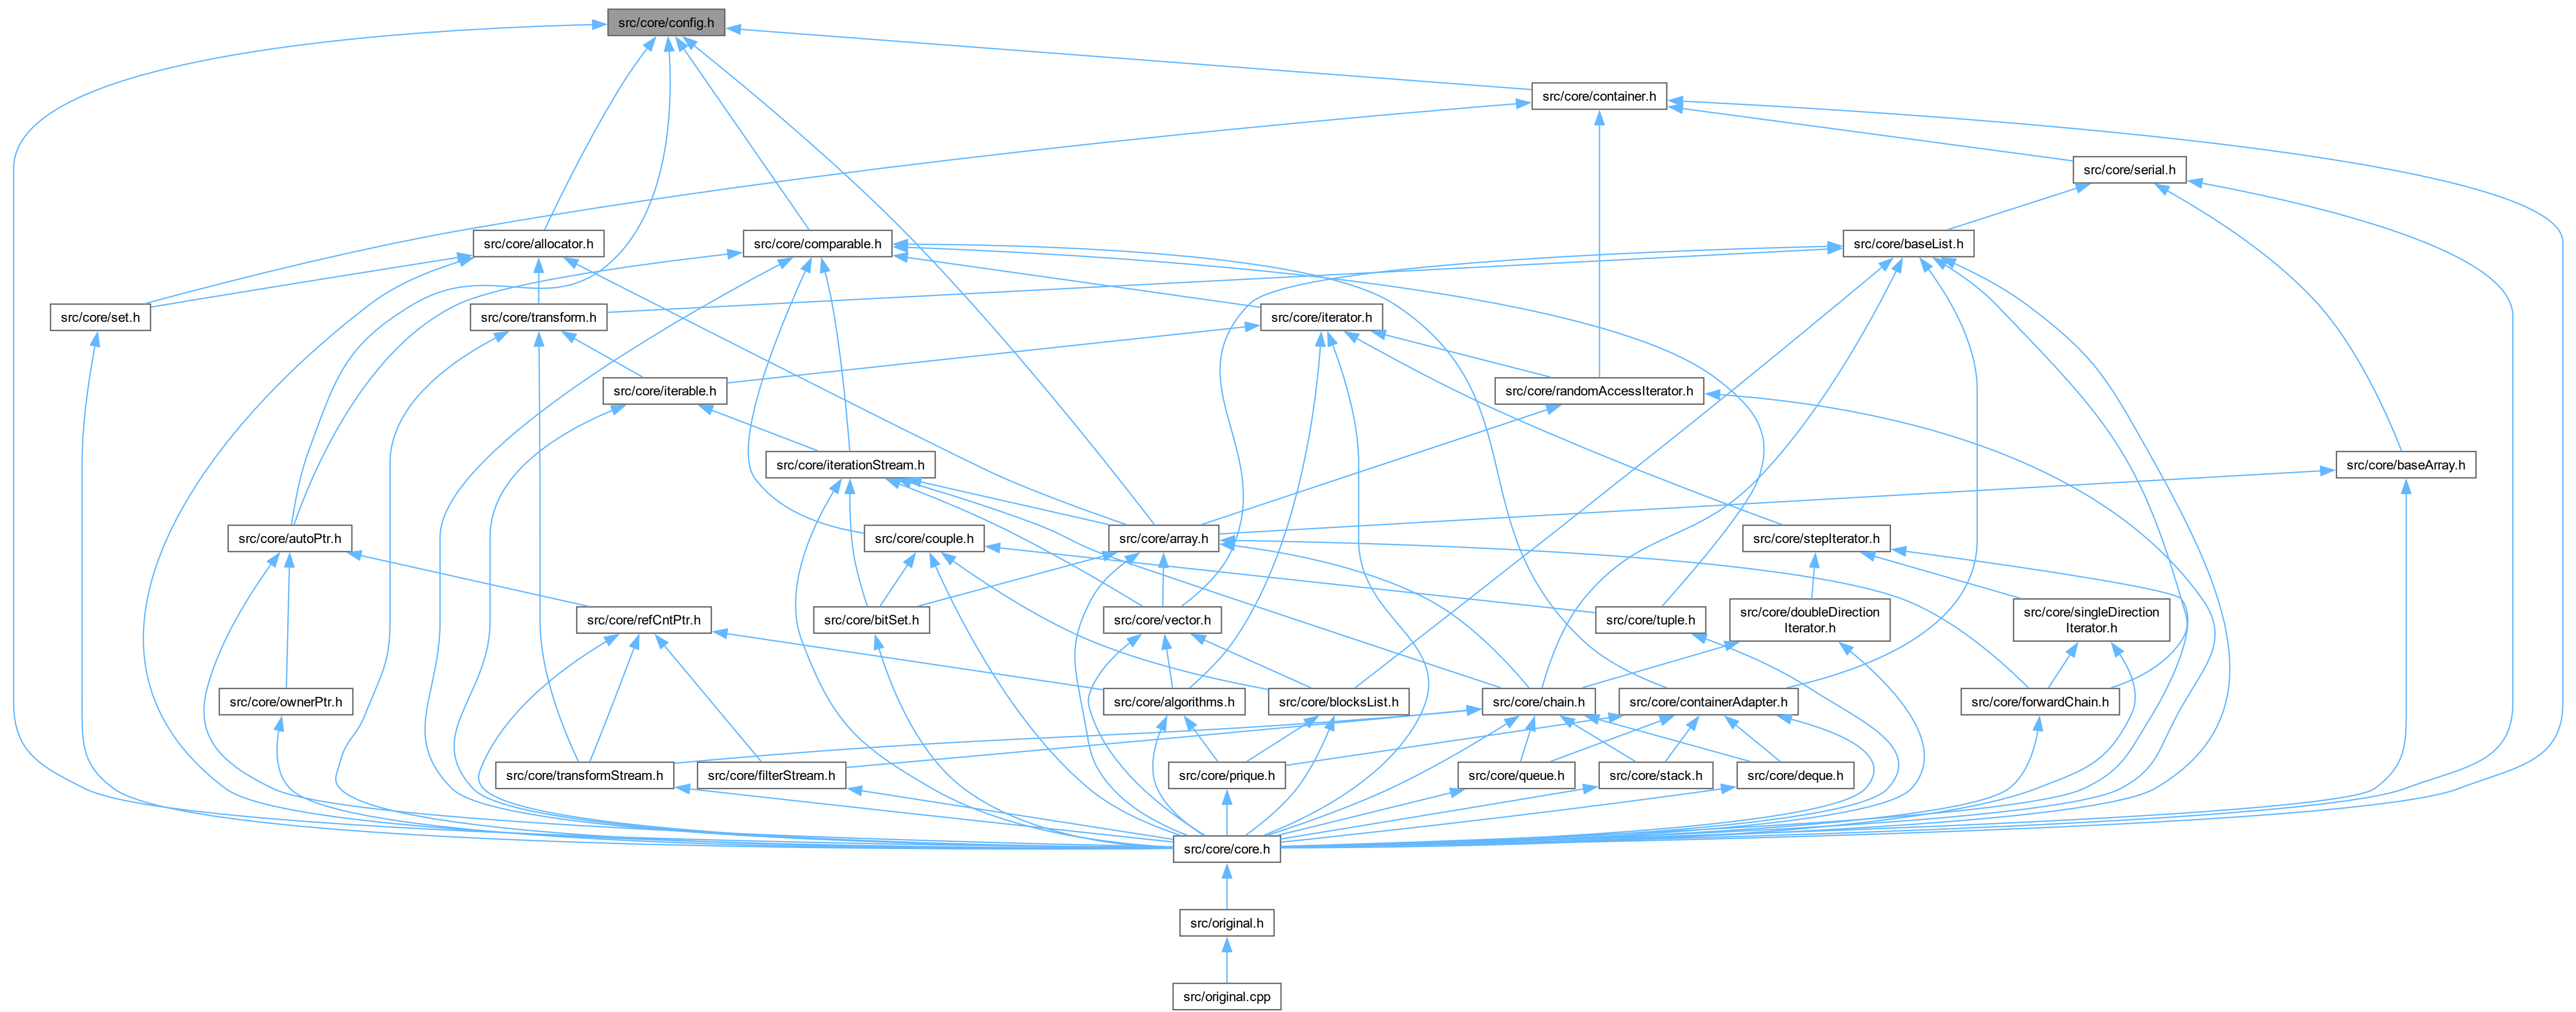 src/core/config.h
src/core/container.h
src/core/serial.h
src/core/allocator.h
src/core/comparable.h
src/core/baseList.h
src/core/set.h
src/core/transform.h
src/core/iterator.h
src/core/iterable.h
src/core/randomAccessIterator.h
src/core/iterationStream.h
src/core/baseArray.h
src/core/autoPtr.h
src/core/couple.h
src/core/array.h
src/core/stepIterator.h
src/core/refCntPtr.h
src/core/bitSet.h
src/core/vector.h
src/core/tuple.h
src/core/doubleDirection
Iterator.h
src/core/singleDirection
Iterator.h
src/core/ownerPtr.h
src/core/algorithms.h
src/core/blocksList.h
src/core/chain.h
src/core/containerAdapter.h
src/core/forwardChain.h
src/core/transformStream.h
src/core/filterStream.h
src/core/prique.h
src/core/queue.h
src/core/stack.h
src/core/deque.h
src/core/core.h
src/original.h
src/original.cpp